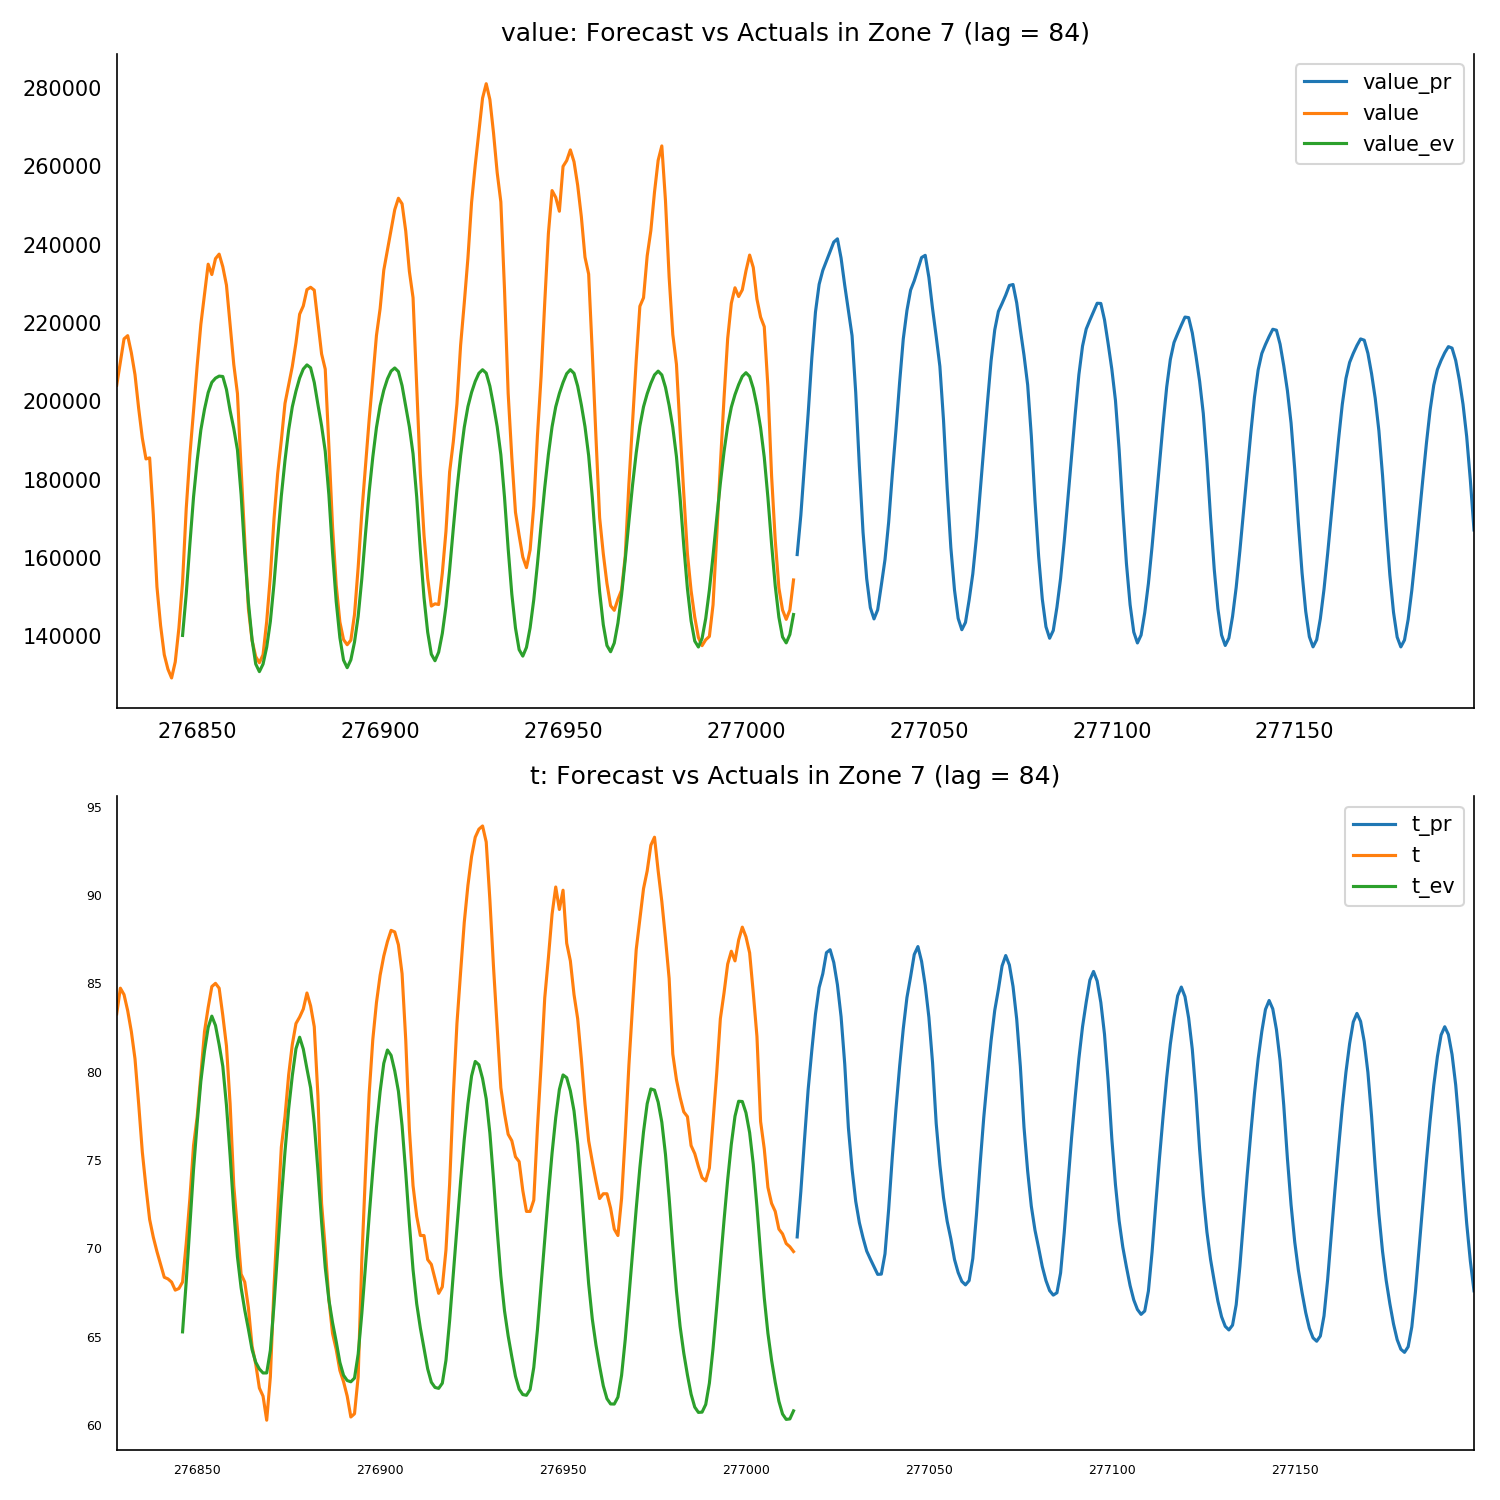 value: Forecast vs Actuals in Zone 7 (lag = 84)
280000
260000
240000
220000
200000
180000
160000
140000
value_pr
value
value_ev
276850 276900 276950 277000 277050 277100 277150
t: Forecast vs Actuals in Zone 7 (lag = 84)
95
90
85
80
75
70
65
60
t_pr
t
t_ev
276850 276900 276950 277000 277050 277100 277150